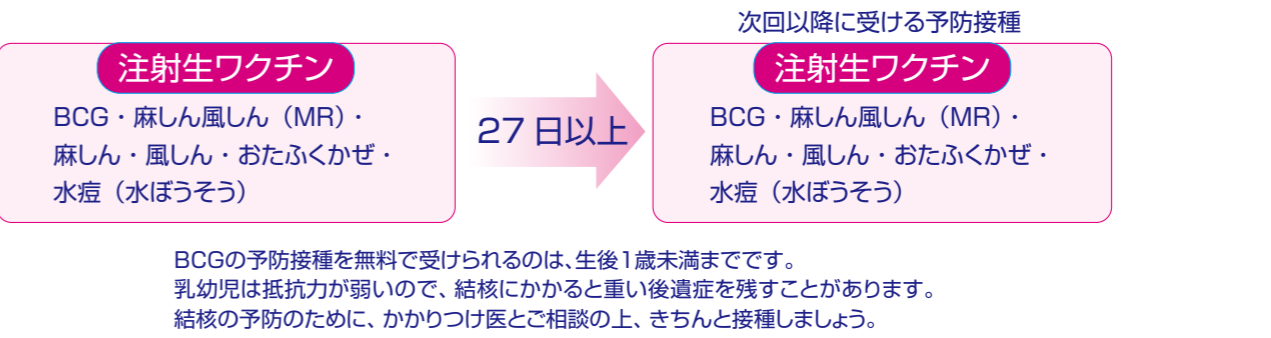 次回以降に受ける予防接種
注射生ワクチン
BCG・麻しん風しん（MR）・
麻しん・風しん・おたふくかぜ・
水痘（水ぼうそう）
27日以上
注射生ワクチン
BCG・麻しん風しん（MR）・
麻しん・風しん・おたふくかぜ・
水痘（水ぼうそう）
BCGの予防接種を無料で受けられるのは、生後1歳未満までです。
乳幼児は抵抗力が弱いので、結核にかかると重い後遺症を残すことがあります。
結核の予防のために、かかりつけ医とご相談の上、きちんと接種しましょう。